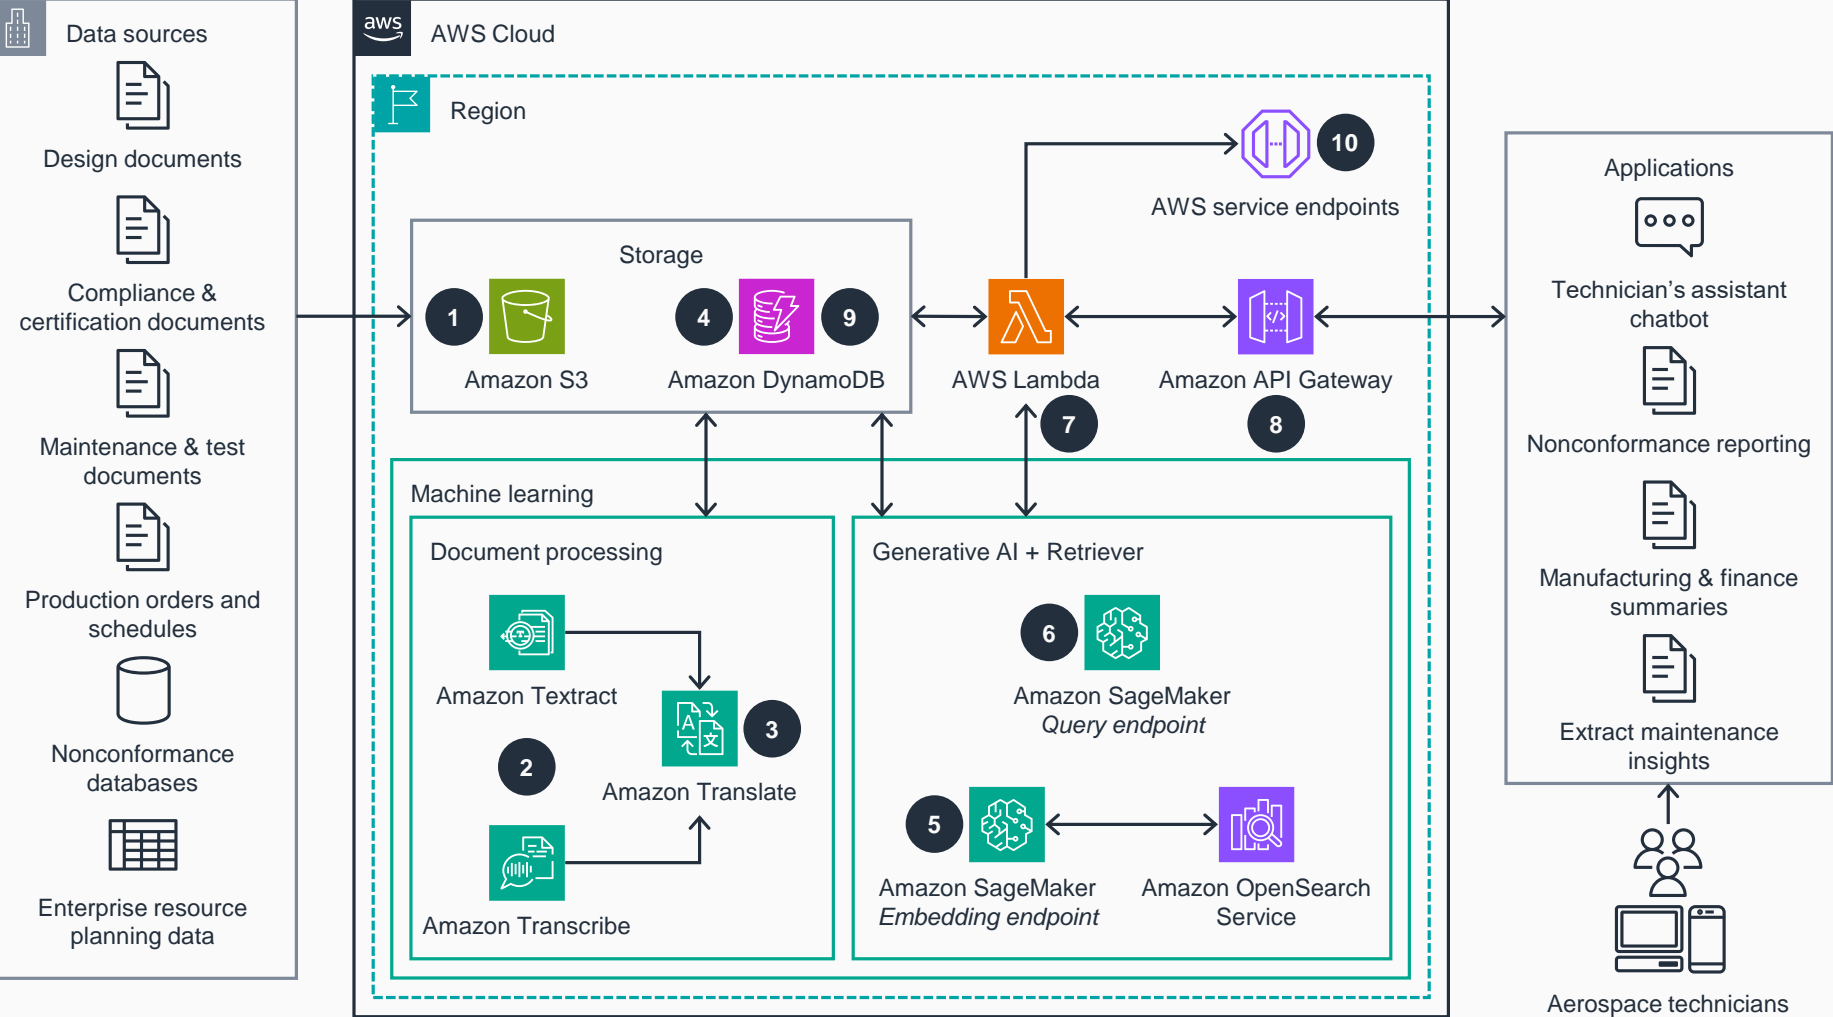 Data sources
Design documents
Compliance &
certification documents
Maintenance & test
documents
Production orders and
schedules
Nonconformance
databases
Enterprise resource
planning data
aws
AWS Cloud
Region
10
AWS service endpoints
Storage
1
Amazon S3
4
9
Amazon DynamoDB
AWS Lambda
7
Amazon API Gateway
8
Machine learning
Document processing
Amazon Textract
2
3
Amazon Translate
Amazon Transcribe
Generative AI + Retriever
6
Amazon SageMaker
Query endpoint
5
Amazon SageMaker
Embedding endpoint
Amazon OpenSearch
Service
Applications
Technician’s assistant
chatbot
Nonconformance reporting
Manufacturing & finance
summaries
Extract maintenance
insights
Aerospace technicians